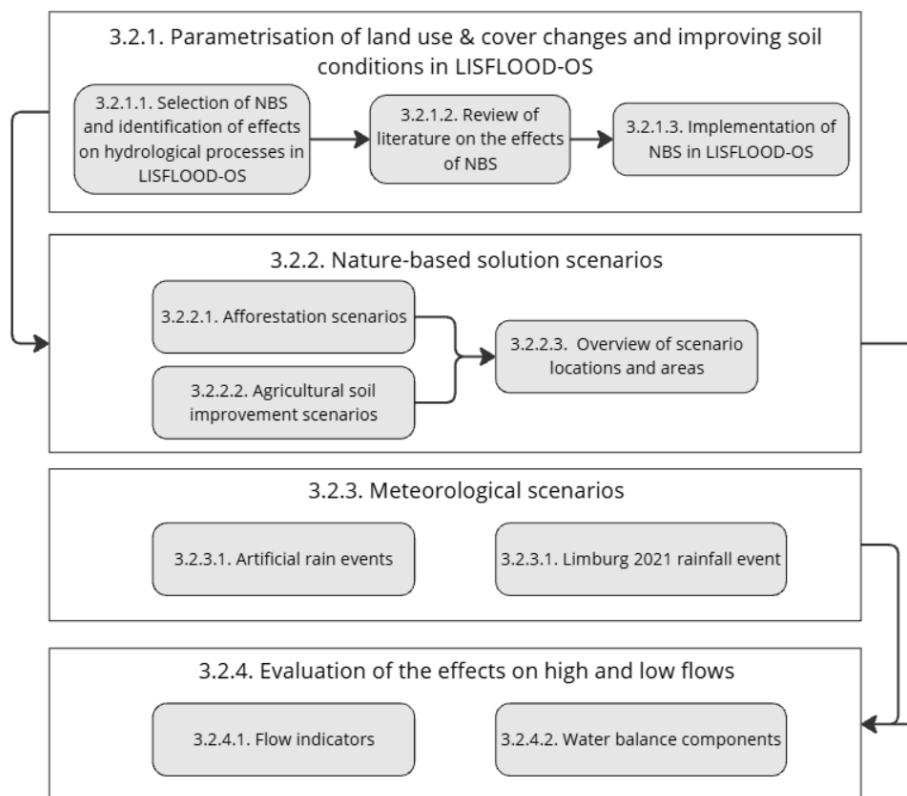 3.2.1. Parametrisation of land use & cover changes and improving soil
conditions in LISFLOOD-OS
3.2.1.1. Selection of NBS
and identification of effects
on hydrological processes in
LISFLOOD-OS
3.2.1.2. Review of
literature on the effects
of NBS
3.2.1.3. Implementation of
NBS in LISFLOOD-OS
3.2.2. Nature-based solution scenarios
3.2.2.1. Afforestation scenarios
3.2.2.2. Agricultural soil
improvement scenarios
3.2.2.3. Overview of scenario
locations and areas
3.2.3. Meteorological scenarios
3.2.3.1. Artificial rain events
3.2.3.1. Limburg 2021 rainfall event
3.2.4. Evaluation of the effects on high and low flows
3.2.4.1. Flow indicators
3.2.4.2. Water balance components